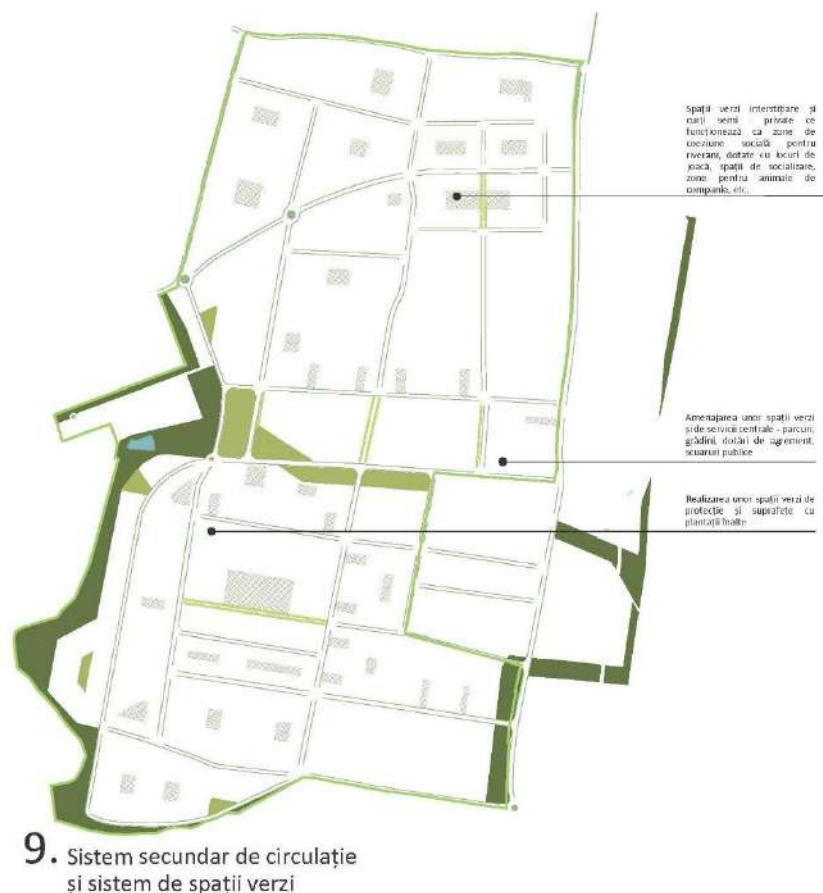 Spații verzi interstițiare și
curți semi - private ce
funcționează ca zone de
coeziune socială pentru
riverani, dotate cu locuri de
joacă, spații de socializare,
zone pentru animale de
companie, etc.
Amenajarea unor spații verzi
și de servicii centrale - parcuri,
grădini, dotări de agrement,
scuaruri publice
Realizarea unor spații verzi de
protecție și suprafețe cu
plantații înalte
9. Sistem secundar de circulație
și sistem de spații verzi